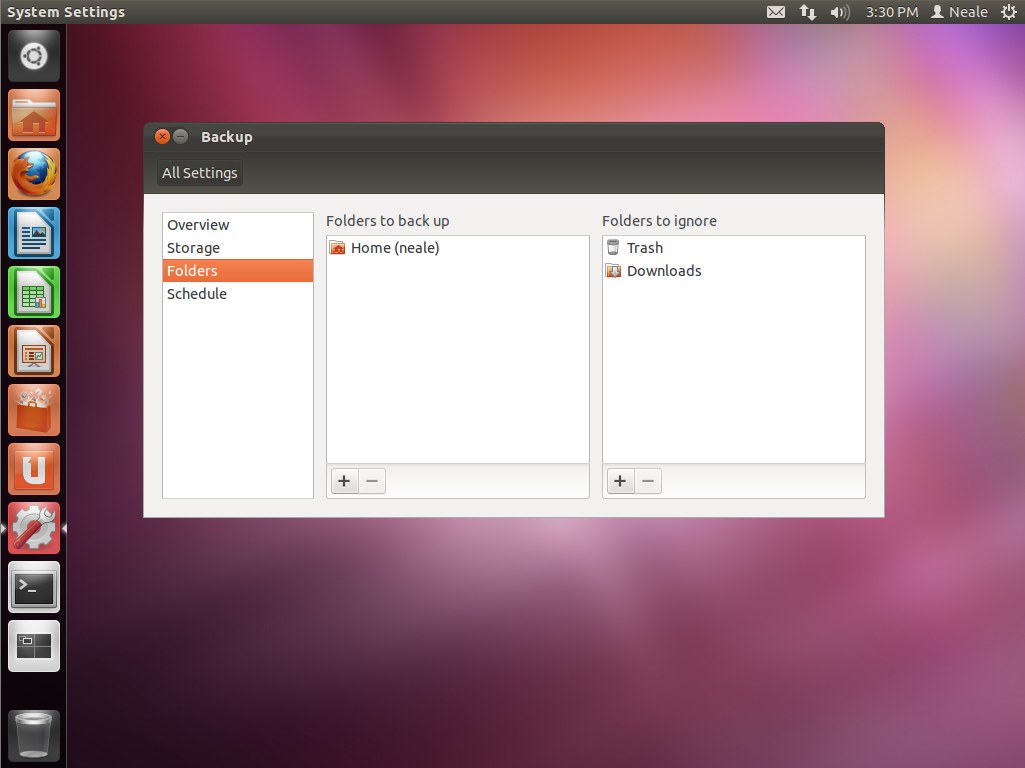 System Settings
3:30 PM
Neale
Backup
All Settings
Overview
Storage
Folders
Schedule
Folders to back up
Home (neale)
Folders to ignore
Trash
Downloads